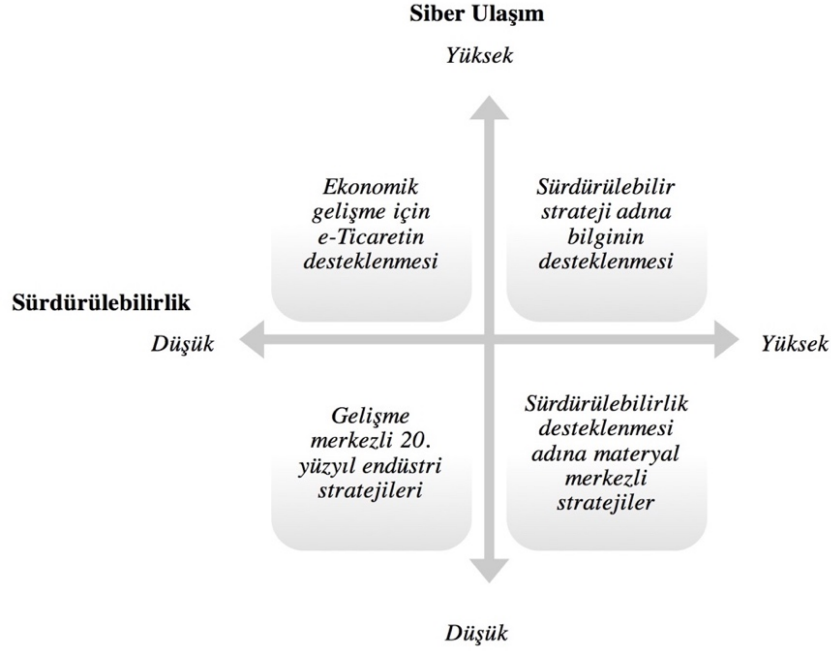 Siber Ulaşım
Yüksek
Ekonomik
gelişme için
e-Ticaretin
desteklenmesi
Sürdürülebilir
strateji adına
bilginin
desteklenmesi
Sürdürülebilirlik
Düşük
Yüksek
Gelişme
merkezli 20.
yüzyıl endüstri
stratejileri
Sürdürülebilirlik
desteklenmesi
adına materyal
merkezli
stratejiler
Düşük